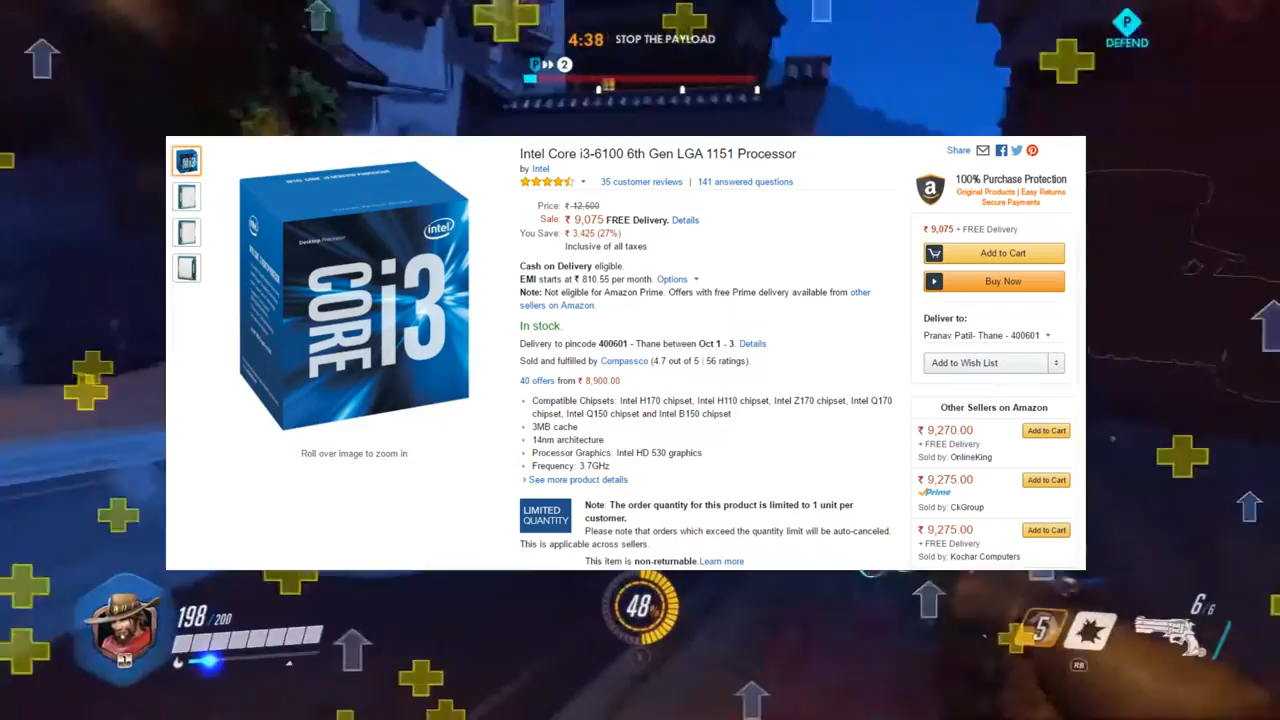 P
DEFEND
4:38 STOP THE PAYLOAD
P 2
Intel Core i3-6100 6th Gen LGA 1151 Processor
by Intel
35 customer reviews | 141 answered questions
Price: ₹ 12,500
Sale: ₹ 9,075 FREE Delivery. Details
You Save: ₹ 3,425 (27%)
Inclusive of all taxes
Cash on Delivery eligible.
EMI starts at ₹ 810.55 per month. Options
Note: Not eligible for Amazon Prime. Offers with free Prime delivery available from other
sellers on Amazon.
In stock.
Delivery to pincode 400601 - Thane between Oct 1 - 3. Details
Sold and fulfilled by Compassco (4.7 out of 5 | 56 ratings).
40 offers from ₹ 8,900.00
Compatible Chipsets: Intel H170 chipset, Intel H110 chipset, Intel Z170 chipset, Intel Q170
chipset, Intel Q150 chipset and Intel B150 chipset
3MB cache
14nm architecture
Processor Graphics: Intel HD 530 graphics
Frequency: 3.7GHz
See more product details
LIMITED
QUANTITY
Note: The order quantity for this product is limited to 1 unit per
customer.
Please note that orders which exceed the quantity limit will be auto-canceled.
This is applicable across sellers.
This item is non-returnable.Learn more
Desktop Processor
intel
CORE i3
Roll over image to zoom in
Share
a
100% Purchase Protection
Original Products | Easy Returns
Secure Payments
₹ 9,075 + FREE Delivery
Add to Cart
Buy Now
Deliver to:
Pranav Patil- Thane - 400601
Add to Wish List
Other Sellers on Amazon
₹ 9,270.00 Add to Cart
+ FREE Delivery
Sold by: OnlineKing
₹ 9,275.00 Add to Cart
Prime
Sold by: CkGroup
₹ 9,275.00 Add to Cart
+ FREE Delivery
Sold by: Kochar Computers
198/200
48%
5
RB
6/6